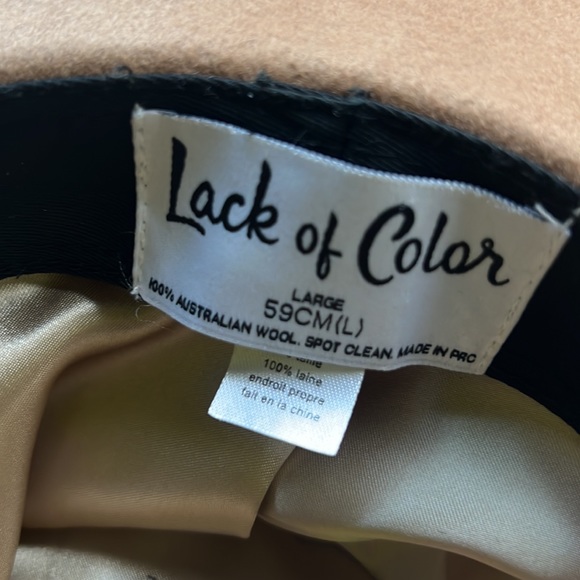 Lack of Color
LARGE
59CM(L)
100% AUSTRALIAN WOOL. SPOT CLEAN. MADE IN PRC
100% laine
endroit propre
fait en la chine